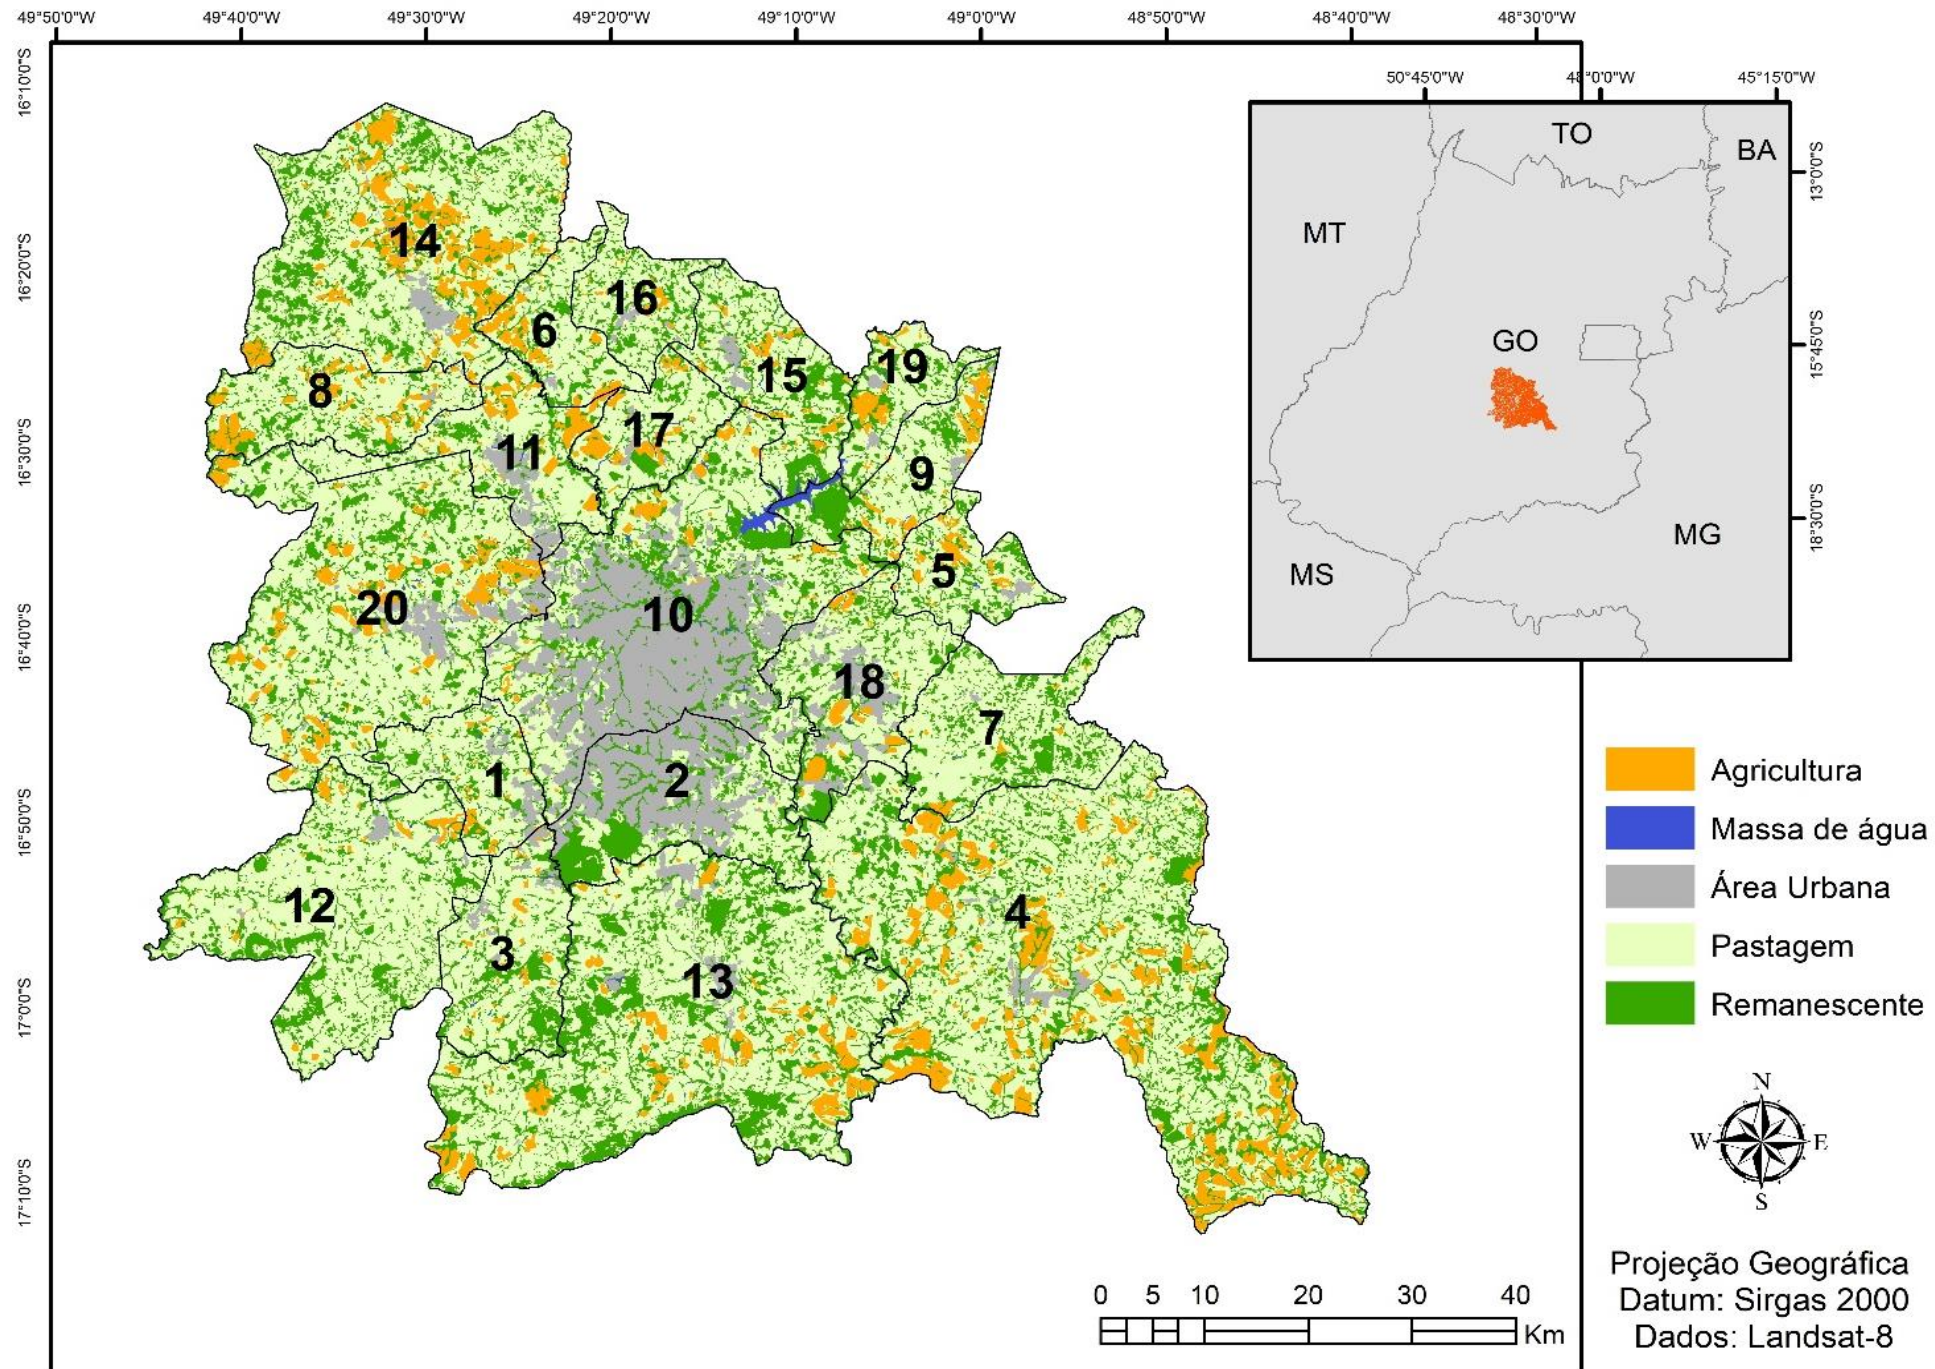 49°50'0"W 49°40'0"W 49°30'0"W 49°20'0"W 49°10'0"W 49°0'0"W 48°50'0"W 48°40'0"W 48°30'0"W
16°10'0"S
16°20'0"S
16°30'0"S
16°40'0"S
16°50'0"S
17°0'0"S
17°10'0"S
50°45'0"W 48°0'0"W 45°15'0"W
13°0'0"S
15°45'0"S
18°30'0"S
TO
BA
MT
GO
MG
MS
14
16
6
15
19
8
17
11
9
5
20
10
18
7
1
2
12
4
3
13
Agricultura
Massa de água
Área Urbana
Pastagem
Remanescente
N
W E
S
0 5 10 20 30 40
Km
Projeção Geográfica
Datum: Sirgas 2000
Dados: Landsat-8